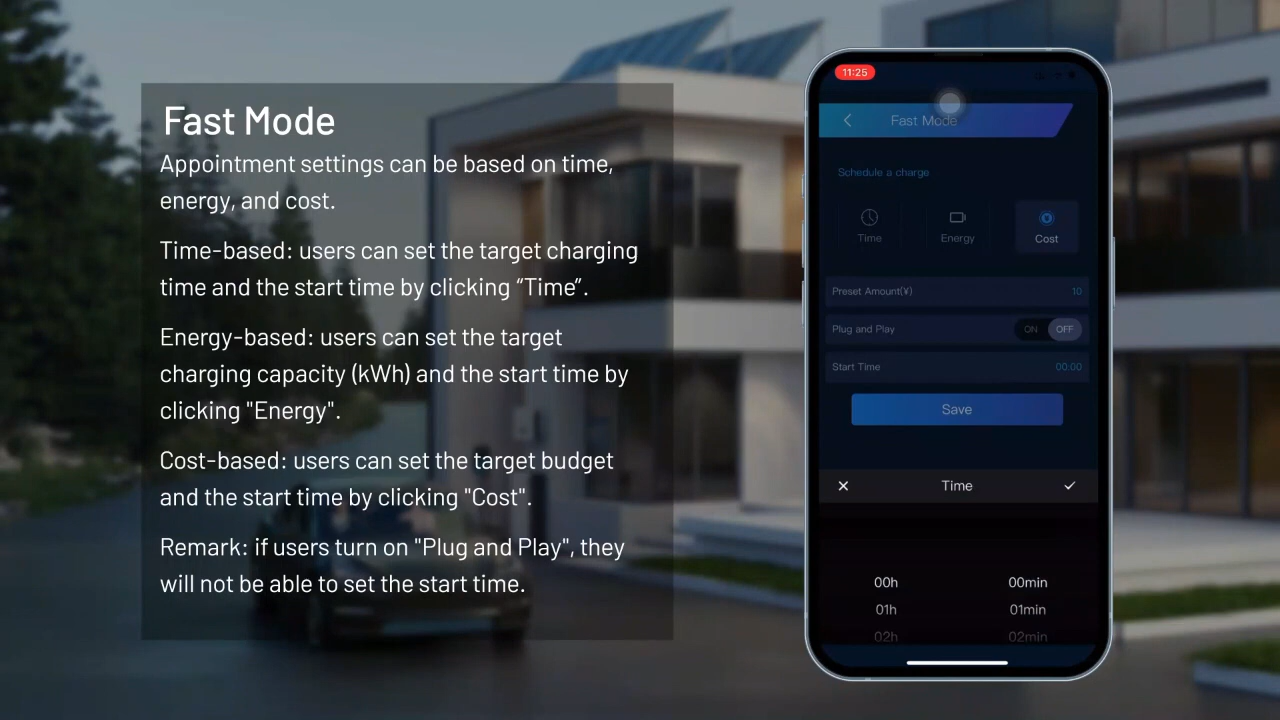 Fast Mode
Appointment settings can be based on time,
energy, and cost.
Time-based: users can set the target charging
time and the start time by clicking “Time”.
Energy-based: users can set the target
charging capacity (kWh) and the start time by
clicking "Energy".
Cost-based: users can set the target budget
and the start time by clicking "Cost".
Remark: if users turn on "Plug and Play", they
will not be able to set the start time.
11:25
Fast Mode
Schedule a charge
Time Energy Cost
Preset Amount(¥) 10
Plug and Play ON OFF
Start Time 00:00
Save
Time
00h 00min
01h 01min
02h 02min